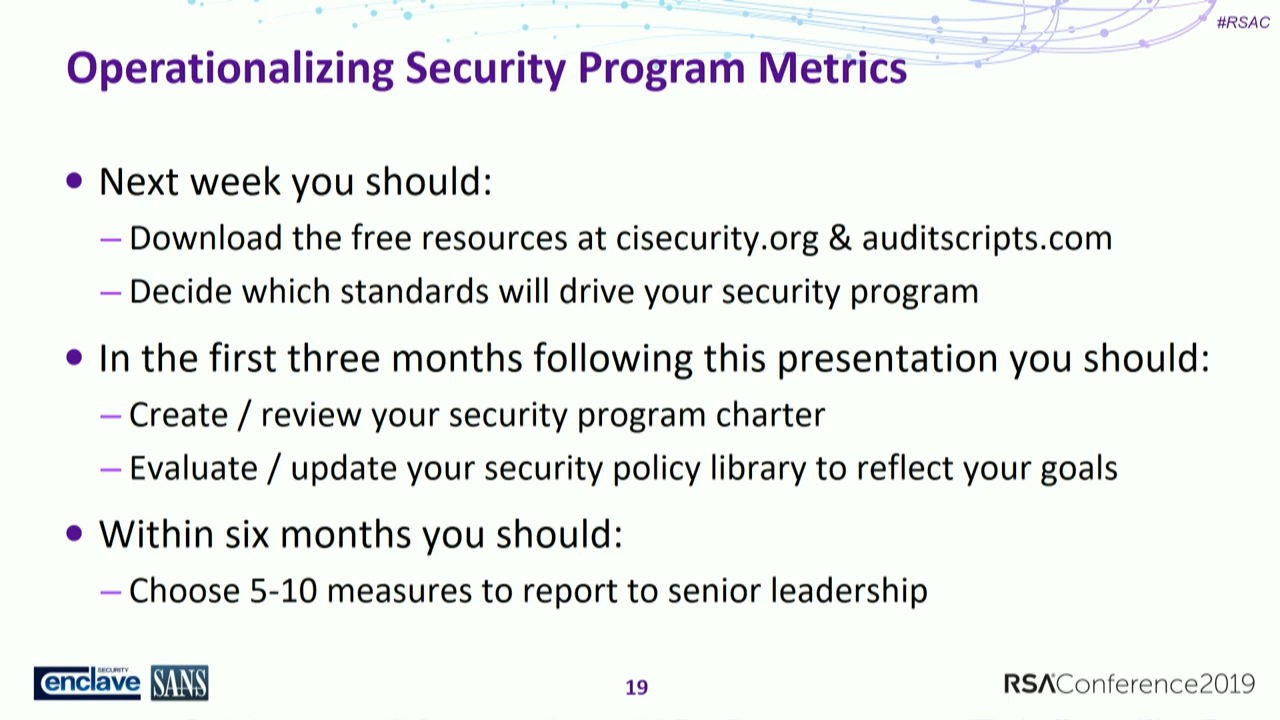 #RSAC
Operationalizing Security Program Metrics
• Next week you should:
– Download the free resources at cisecurity.org & auditscripts.com
– Decide which standards will drive your security program
• In the first three months following this presentation you should:
– Create / review your security program charter
– Evaluate / update your security policy library to reflect your goals
• Within six months you should:
– Choose 5-10 measures to report to senior leadership
SECURITY
enclave SANS
19
RSAConference2019